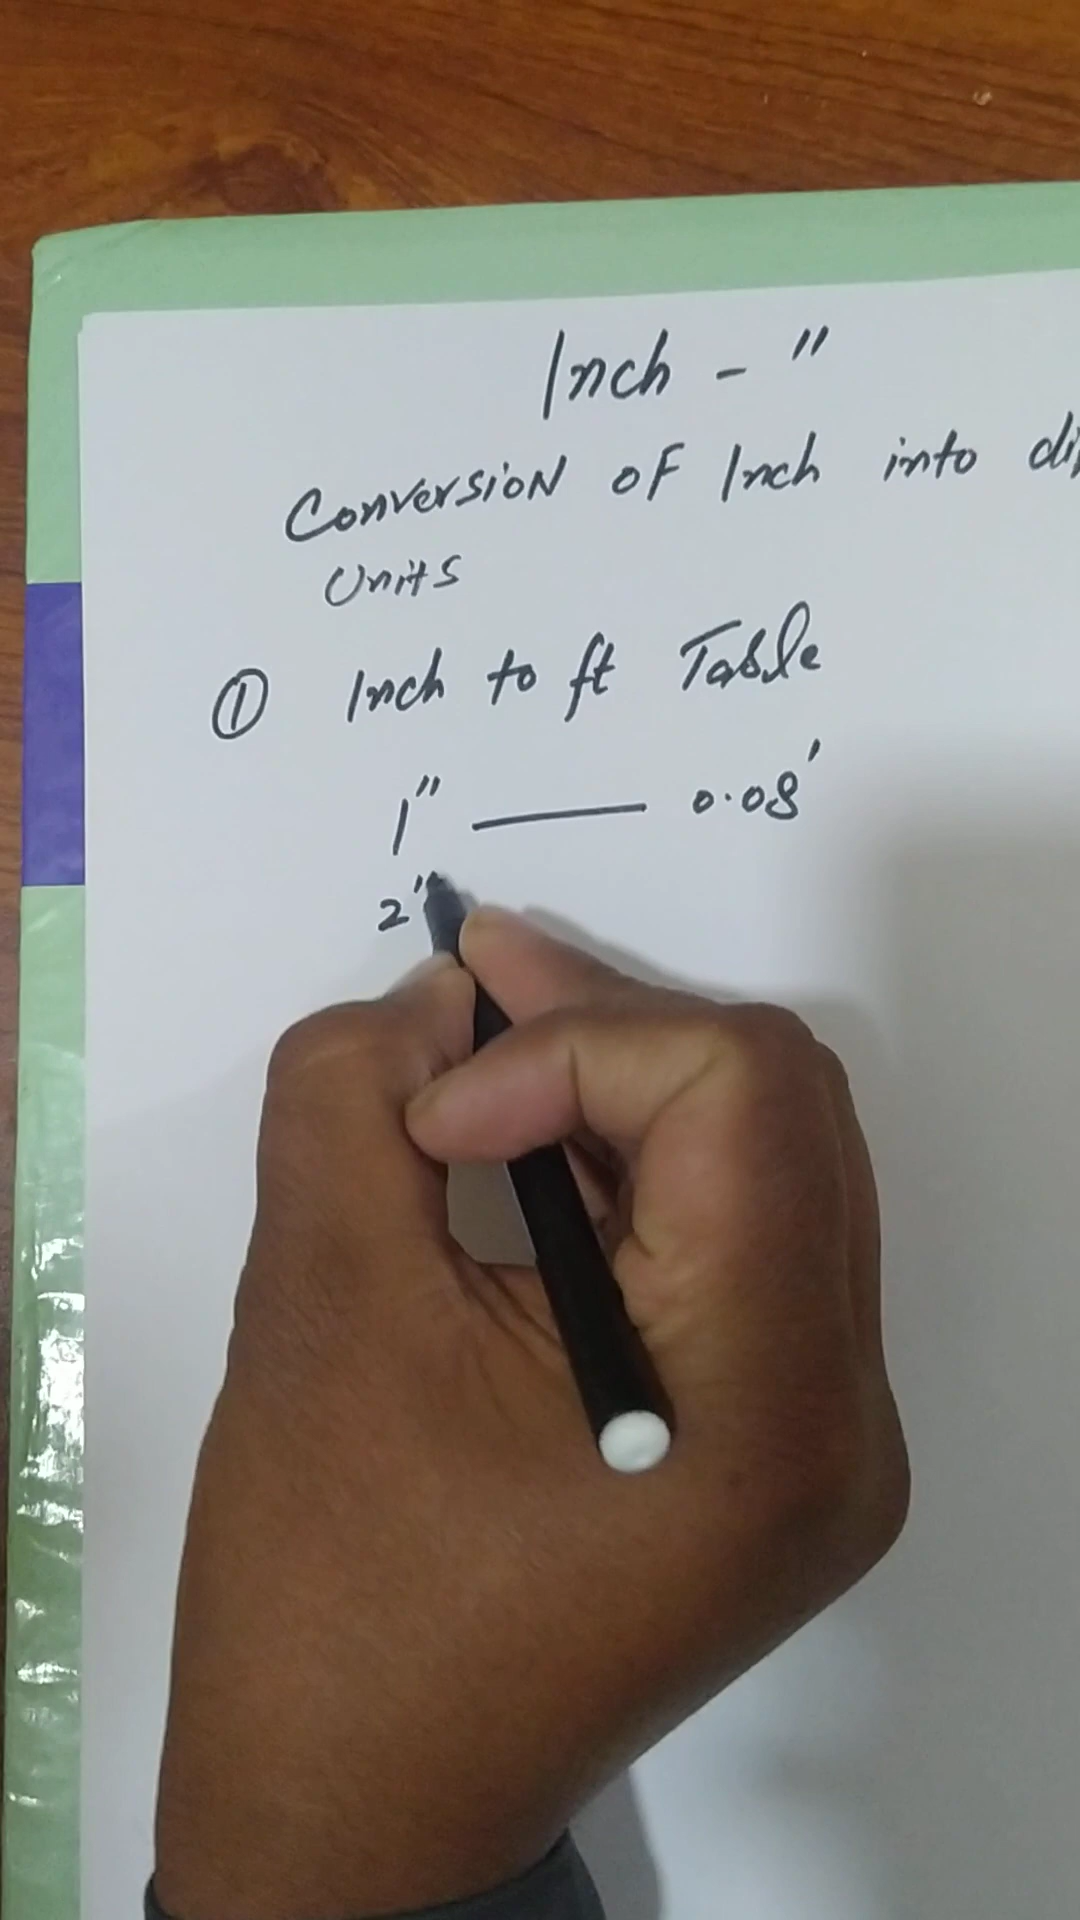 Inch - "
Conversion of Inch into
Units
① Inch to ft Table
1" —— 0.08'
2"